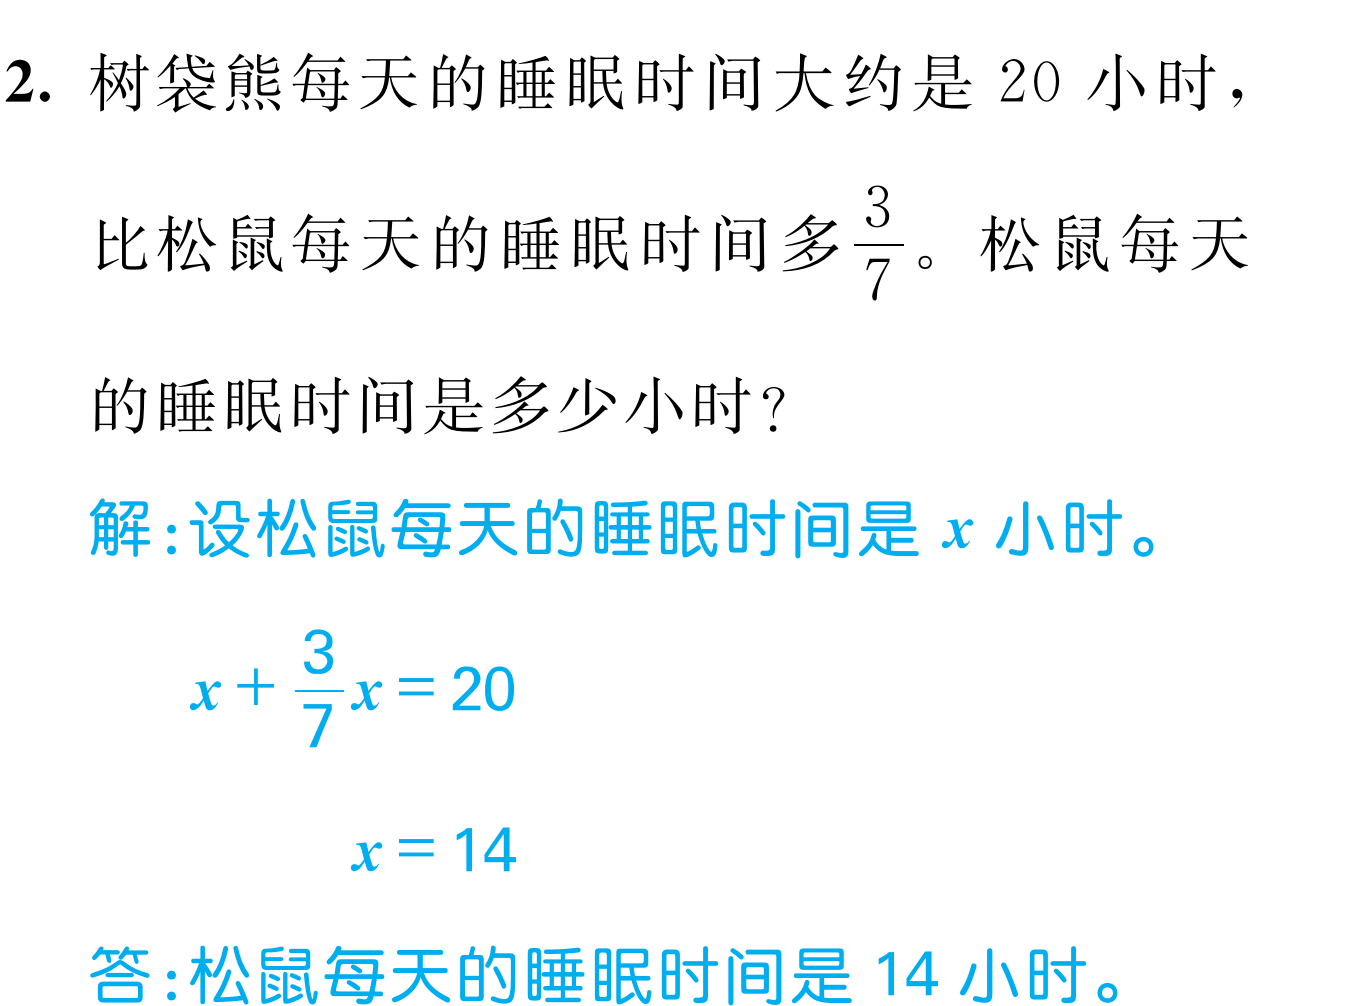 2. 树袋熊每天的睡眠时间大约是 20 小时，
比松鼠每天的睡眠时间多3/7。松鼠每天
的睡眠时间是多少小时？
解：设松鼠每天的睡眠时间是 x 小时。
x + 3/7 x = 20
x = 14
答：松鼠每天的睡眠时间是 14 小时。